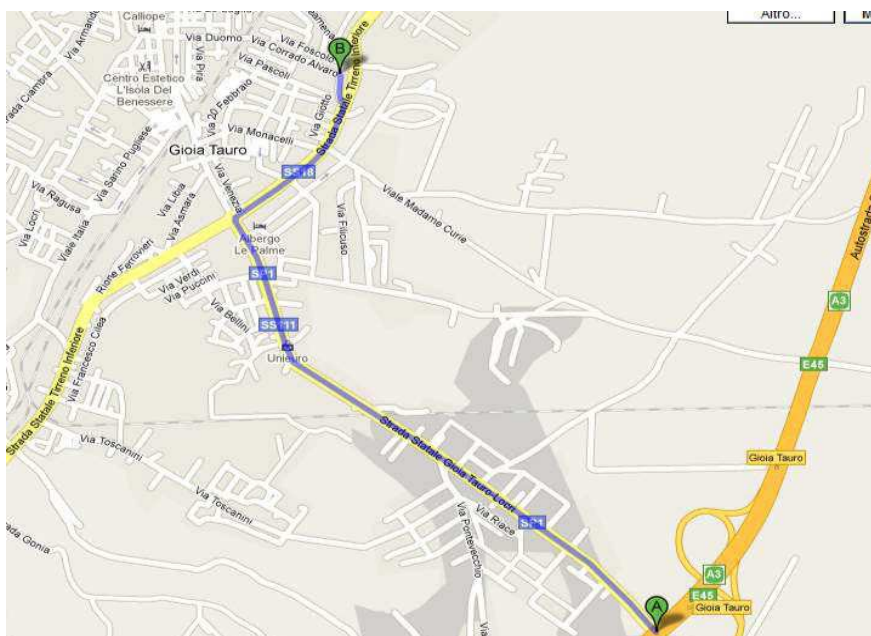 Altro...
M
Calliope
Via Duomo
Via Foscolo
Via Corrado Alvaro
Via Pascoli
B
Via Armando
Via Pira
Centro Estetico
L'Isola Del
Benessere
Strada Ciambra
Via 20 Febbraio
Via Giotto
Strada Statale Tirreno Inferiore
Via Monacelli
Via Sarino Pugliese
Gioia Tauro
SS18
Via Ragusa
Via Locri
Viale Italia
Via Libia
Via Asmara
Via Venezia
Via Filicuso
Viale Madame Curie
Albergo
Le Palme
Rione Ferrovieri
Via Verdi
Via Puccini
SP1
Via Bellini
SS111
Unieuro
A3
E45
Autostrada
Via Francesco Cilea
Strada Statale Tirreno Inferiore
Via Toscanini
Via Toscanini
Strada Statale Gioia Tauro-Locri
Gioia Tauro
SP1
Via Riace
Via Pontevecchio
Gonia
A3
E45
Gioia Tauro
A